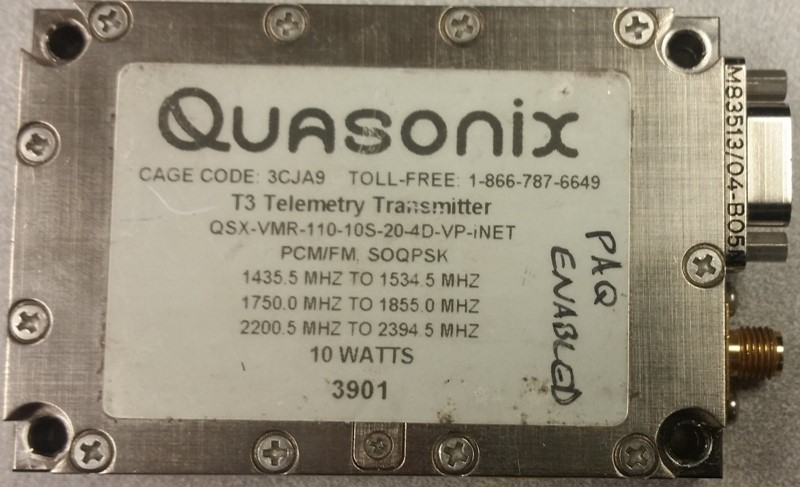 QUASONIX
CAGE CODE: 3CJA9 TOLL-FREE: 1-866-787-6649
T3 Telemetry Transmitter
QSX-VMR-110-10S-20-4D-VP-iNET
PCM/FM, SOQPSK
1435.5 MHZ TO 1534.5 MHZ
1750.0 MHZ TO 1855.0 MHZ
2200.5 MHZ TO 2394.5 MHZ
10 WATTS
3901
PAQ
ENABLED
M83513/04-B05N